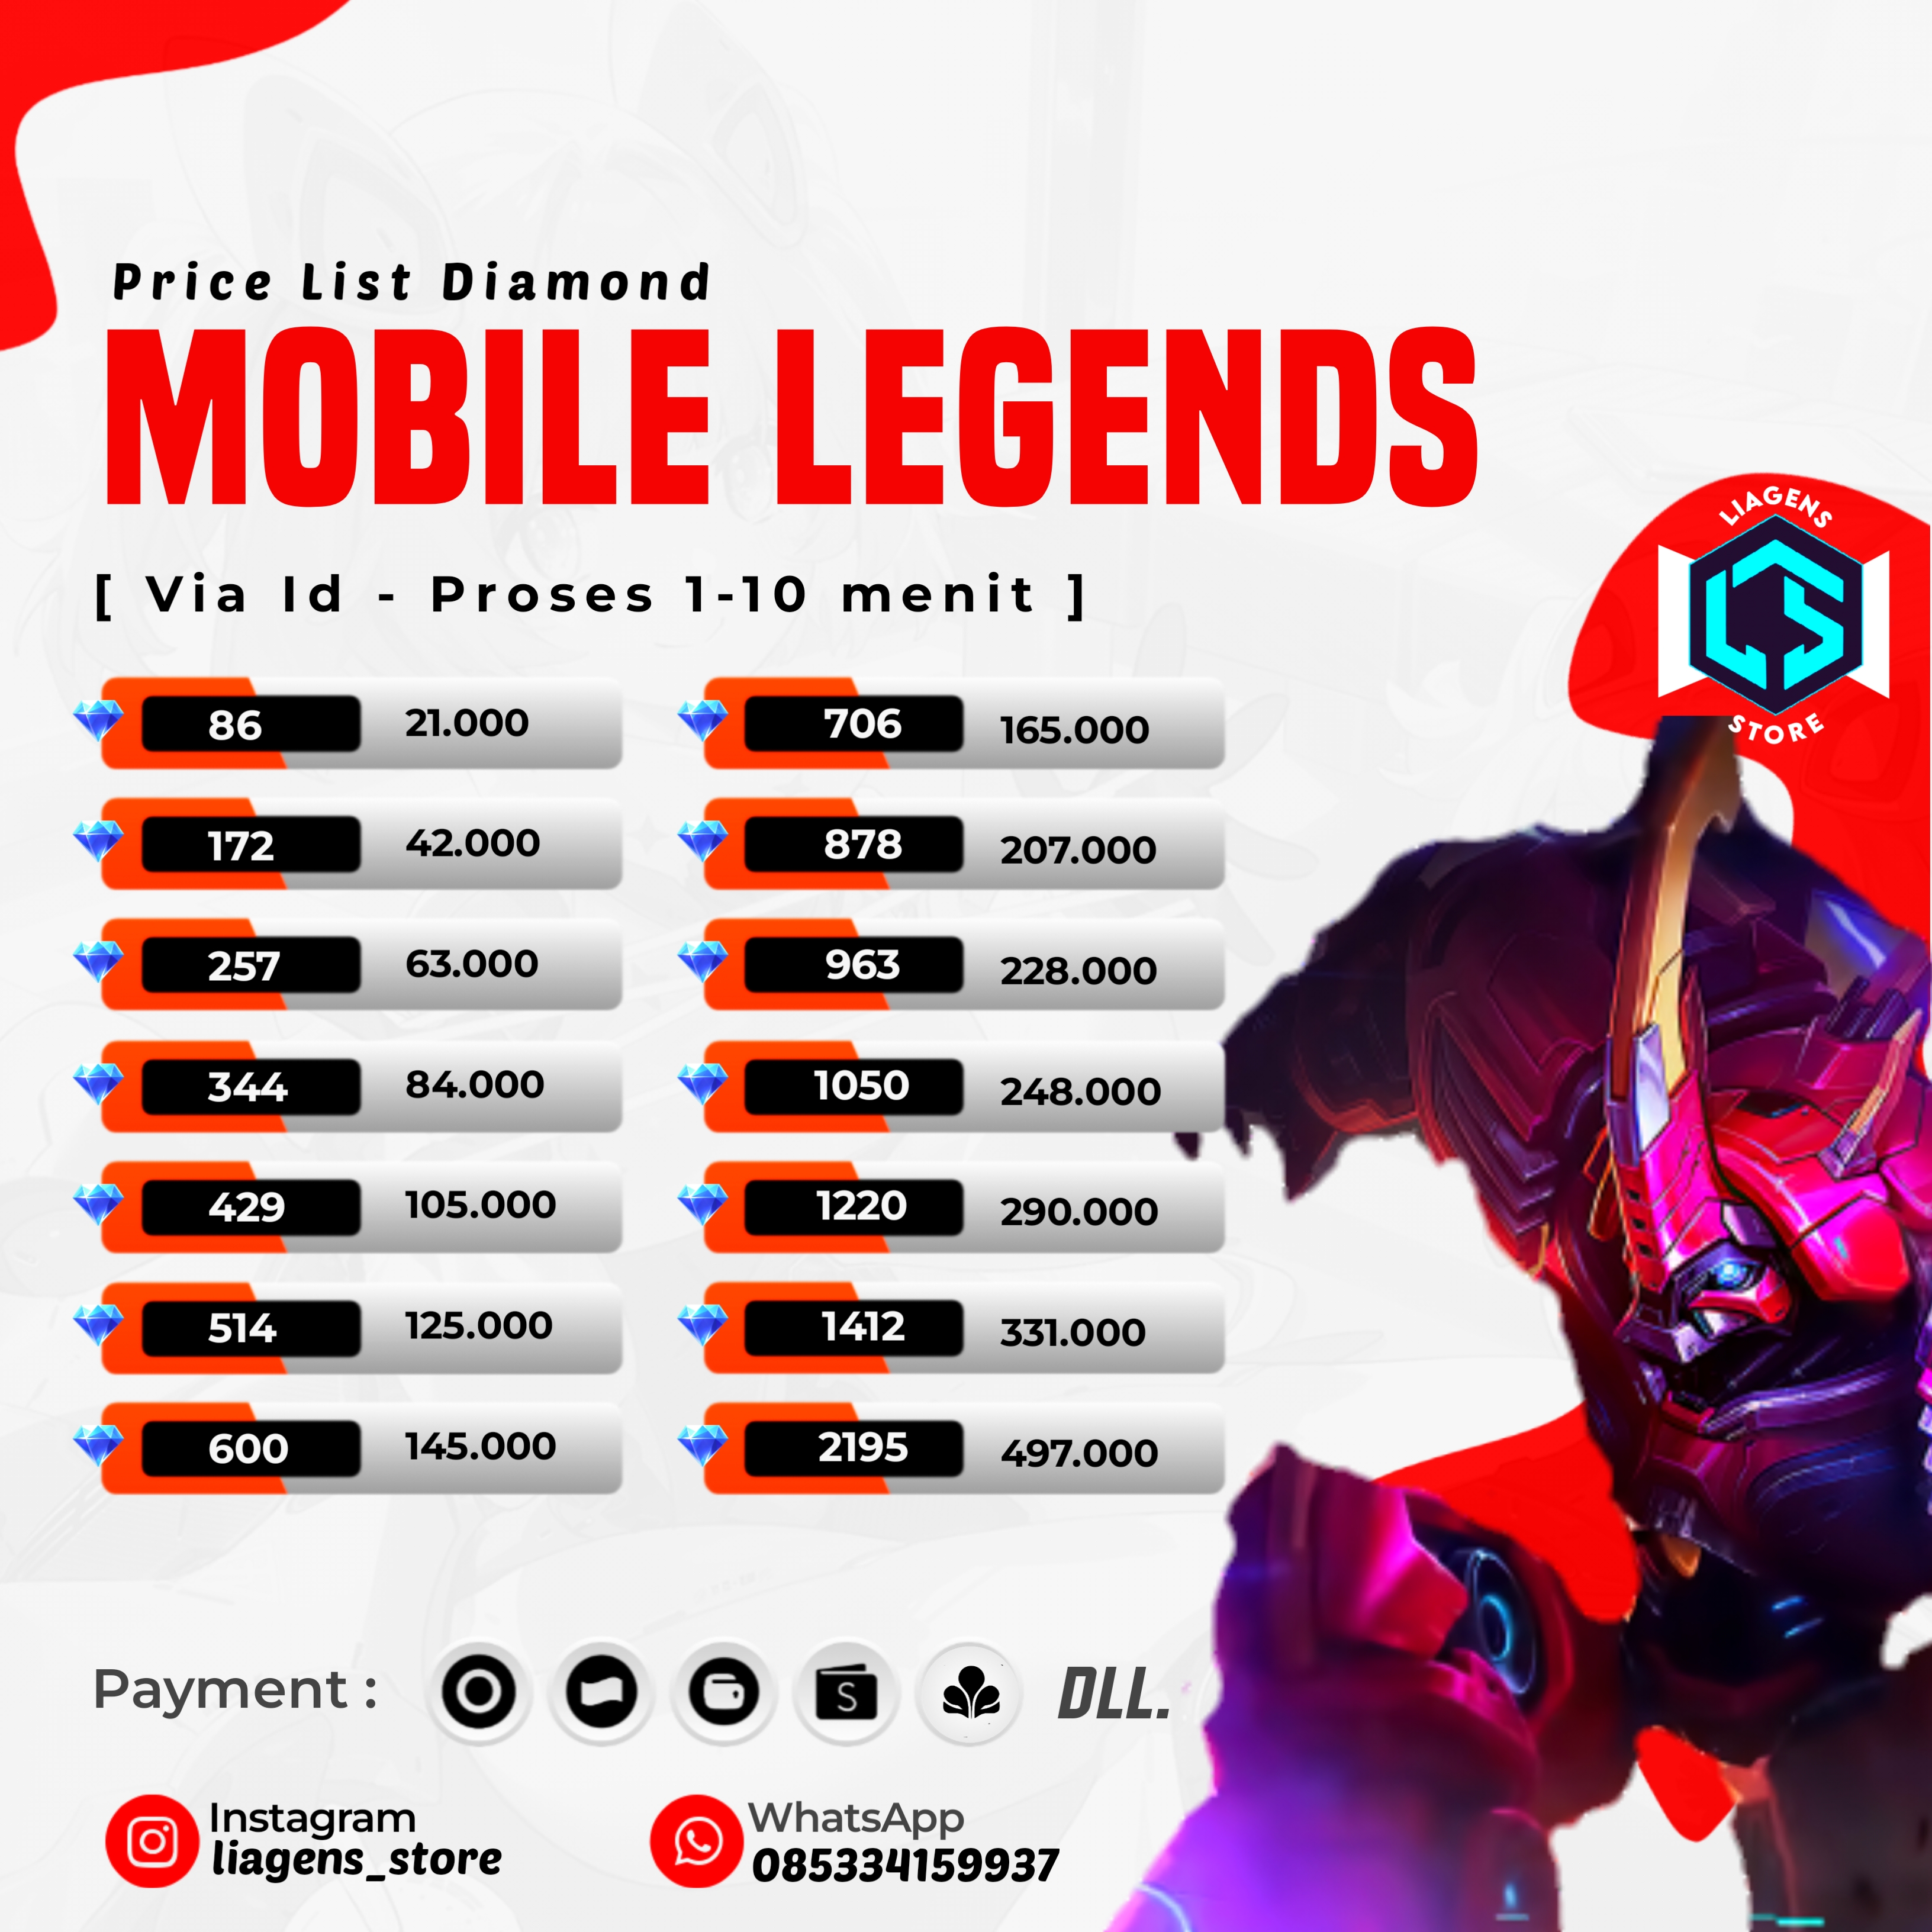 Price List Diamond
MOBILE LEGENDS
[ Via Id - Proses 1-10 menit ]
LIAGENS
LS
STORE
86 21.000
172 42.000
257 63.000
344 84.000
429 105.000
514 125.000
600 145.000
706 165.000
878 207.000
963 228.000
1050 248.000
1220 290.000
1412 331.000
2195 497.000
Payment : S DLL.
Instagram
liagens_store
WhatsApp
085334159937